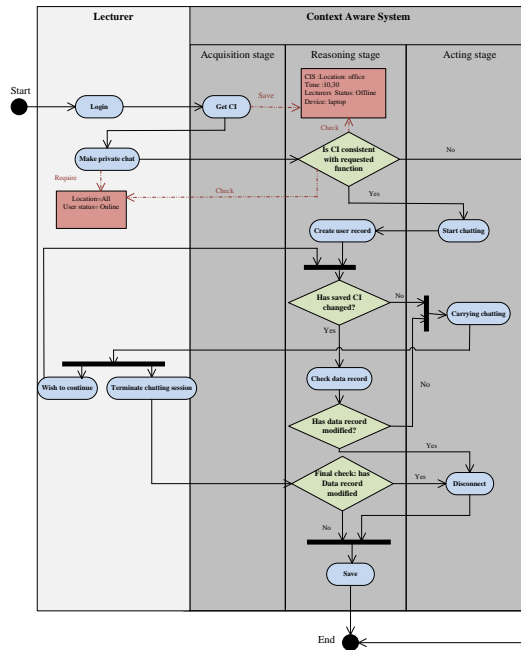 Lecturer
Context Aware System
Acquisition stage
Reasoning stage
Acting stage
Start
Login
Get CI
Save
CIS :Location: office
Time :10,30
Lecturers Status: Offline
Device: laptop
Check
Make private chat
Is CI consistent
with requested
function
No
Require
Check
Location=All
User status= Online
Yes
Create user record
Start chatting
Has saved CI
changed?
No
Carrying chatting
Yes
Wish to continue
Terminate chatting session
Check data record
No
Has data record
modified?
Yes
Final check: has
Data record
modified
Yes
Disconnect
No
Save
End